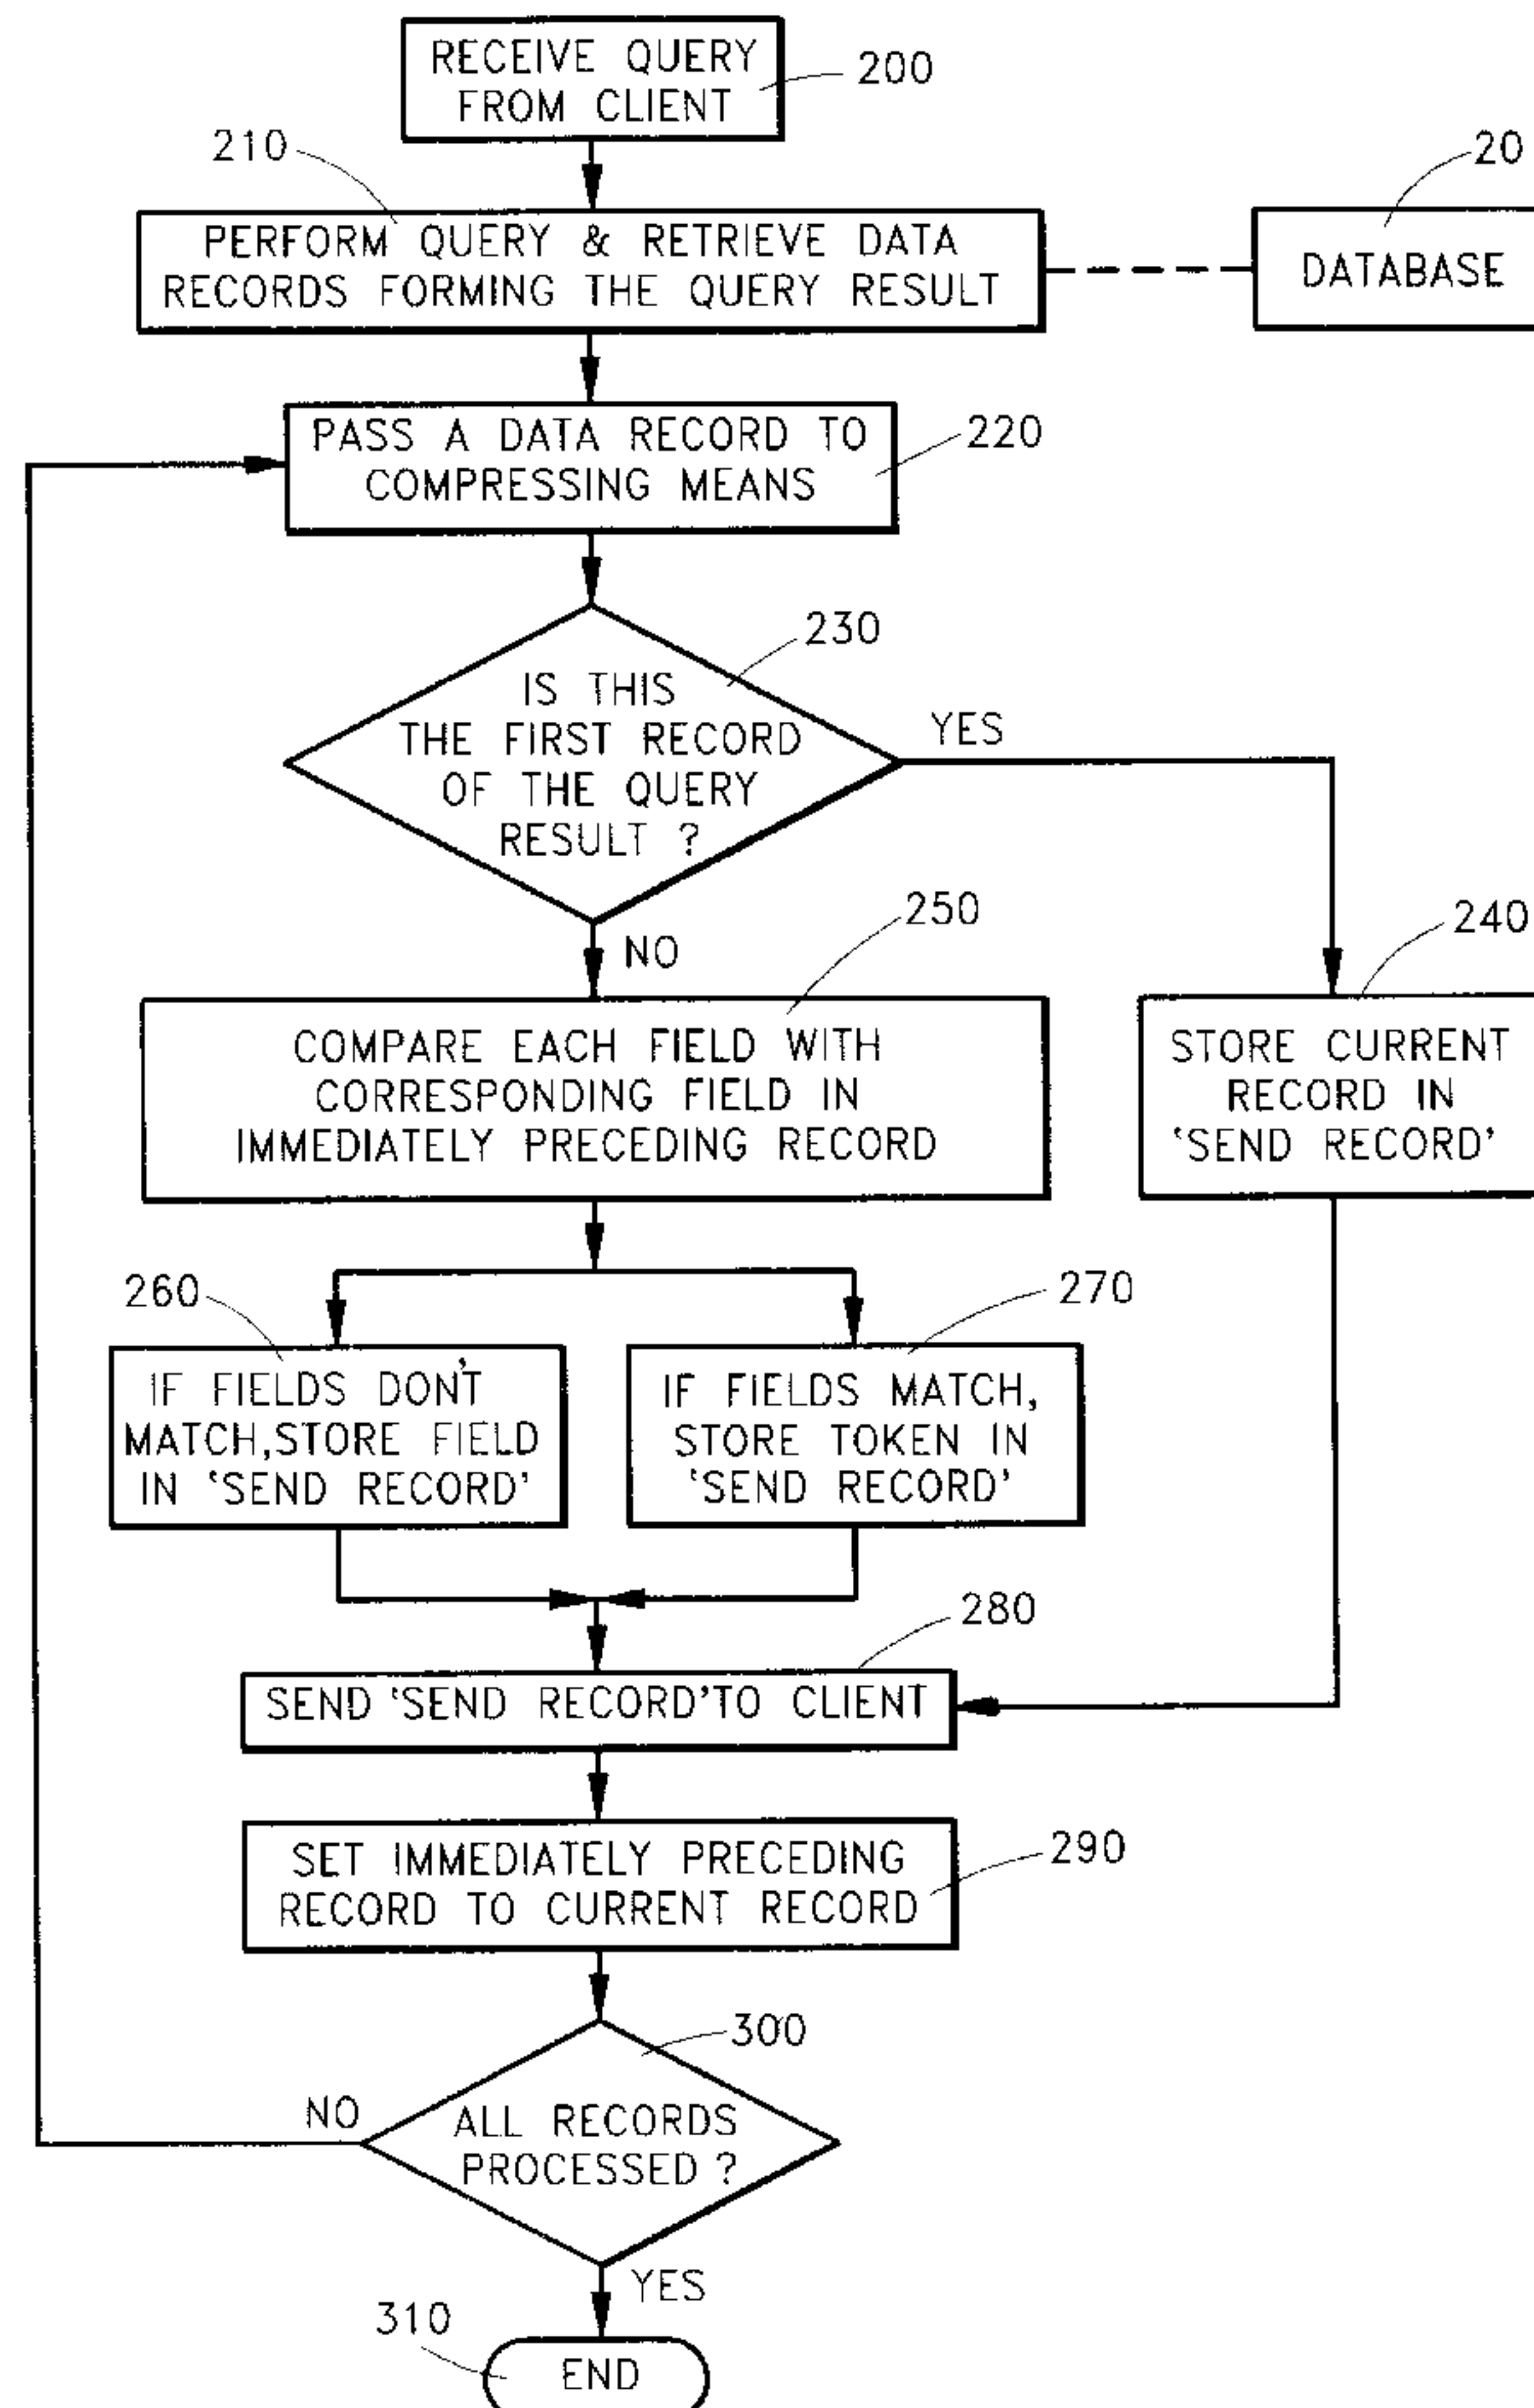 RECEIVE QUERY
FROM CLIENT
200
210
20
PERFORM QUERY & RETRIEVE DATA
RECORDS FORMING THE QUERY RESULT
DATABASE
PASS A DATA RECORD TO
COMPRESSING MEANS
220
230
IS THIS
THE FIRST RECORD
OF THE QUERY
RESULT ?
YES
NO
250
240
COMPARE EACH FIELD WITH
CORRESPONDING FIELD IN
IMMEDIATELY PRECEDING RECORD
STORE CURRENT
RECORD IN
'SEND RECORD'
260
270
IF FIELDS DON'T
MATCH,STORE FIELD
IN 'SEND RECORD'
IF FIELDS MATCH,
STORE TOKEN IN
'SEND RECORD'
280
SEND 'SEND RECORD'TO CLIENT
SET IMMEDIATELY PRECEDING
RECORD TO CURRENT RECORD
290
300
NO
ALL RECORDS
PROCESSED ?
YES
310
END